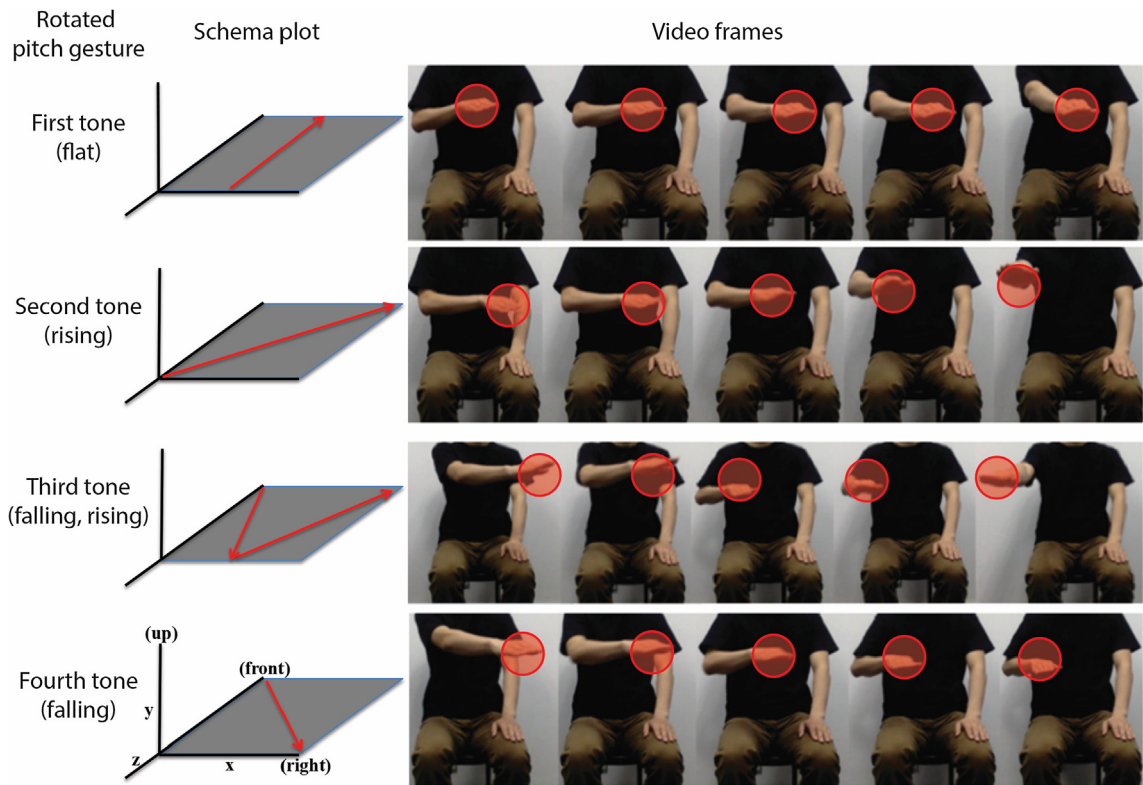 Rotated
pitch gesture
Schema plot
Video frames
First tone
(flat)
Second tone
(rising)
Third tone
(falling, rising)
Fourth tone
(falling)
(up)
(front)
y
z
x
(right)